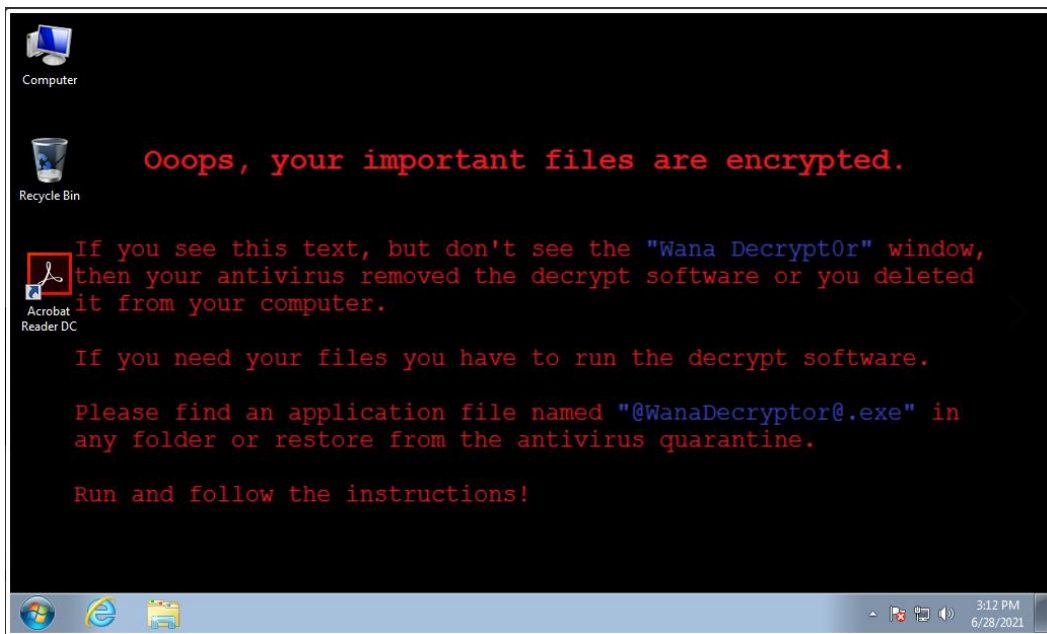 Computer
Recycle Bin
Acrobat
Reader DC
Ooops, your important files are encrypted.
If you see this text, but don't see the "Wana Decrypt0r" window,
then your antivirus removed the decrypt software or you deleted
it from your computer.
If you need your files you have to run the decrypt software.
Please find an application file named "@WanaDecryptor@.exe" in
any folder or restore from the antivirus quarantine.
Run and follow the instructions!
3:12 PM
6/28/2021